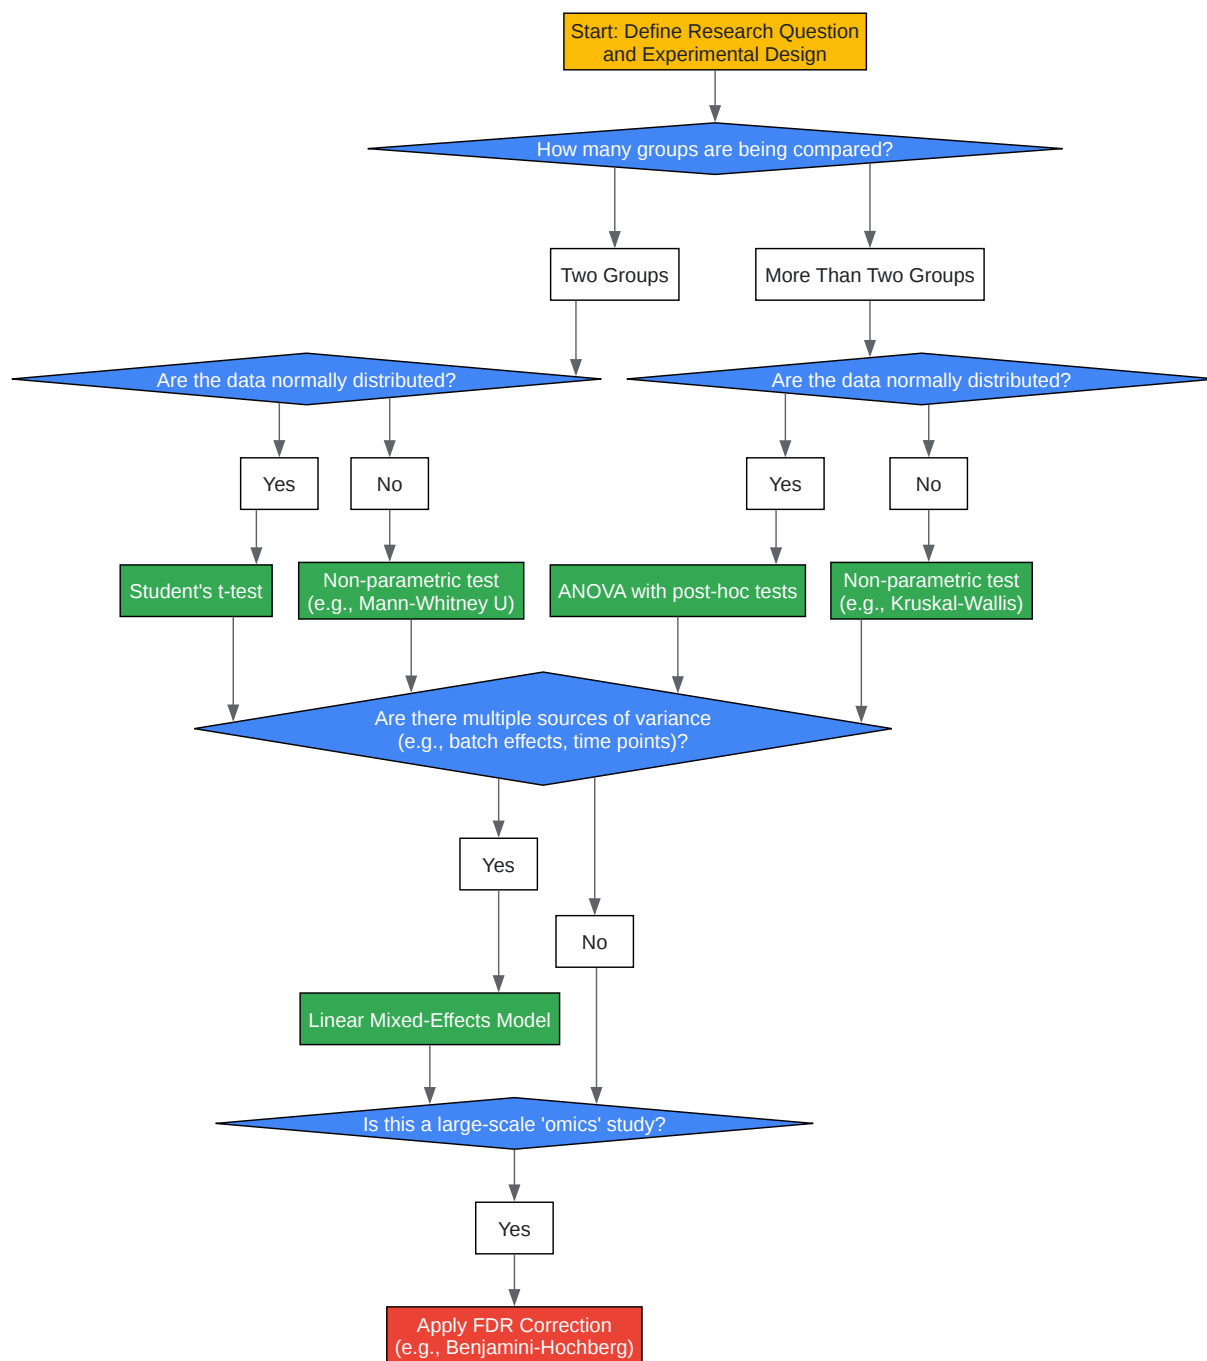 Start: Define Research Question
and Experimental Design
How many groups are being compared?
Two Groups
More Than Two Groups
Are the data normally distributed?
Are the data normally distributed?
Yes
No
Yes
No
Student's t-test
Non-parametric test
(e.g., Mann-Whitney U)
ANOVA with post-hoc tests
Non-parametric test
(e.g., Kruskal-Wallis)
Are there multiple sources of variance
(e.g., batch effects, time points)?
Yes
No
Linear Mixed-Effects Model
Is this a large-scale 'omics' study?
Yes
Apply FDR Correction
(e.g., Benjamini-Hochberg)